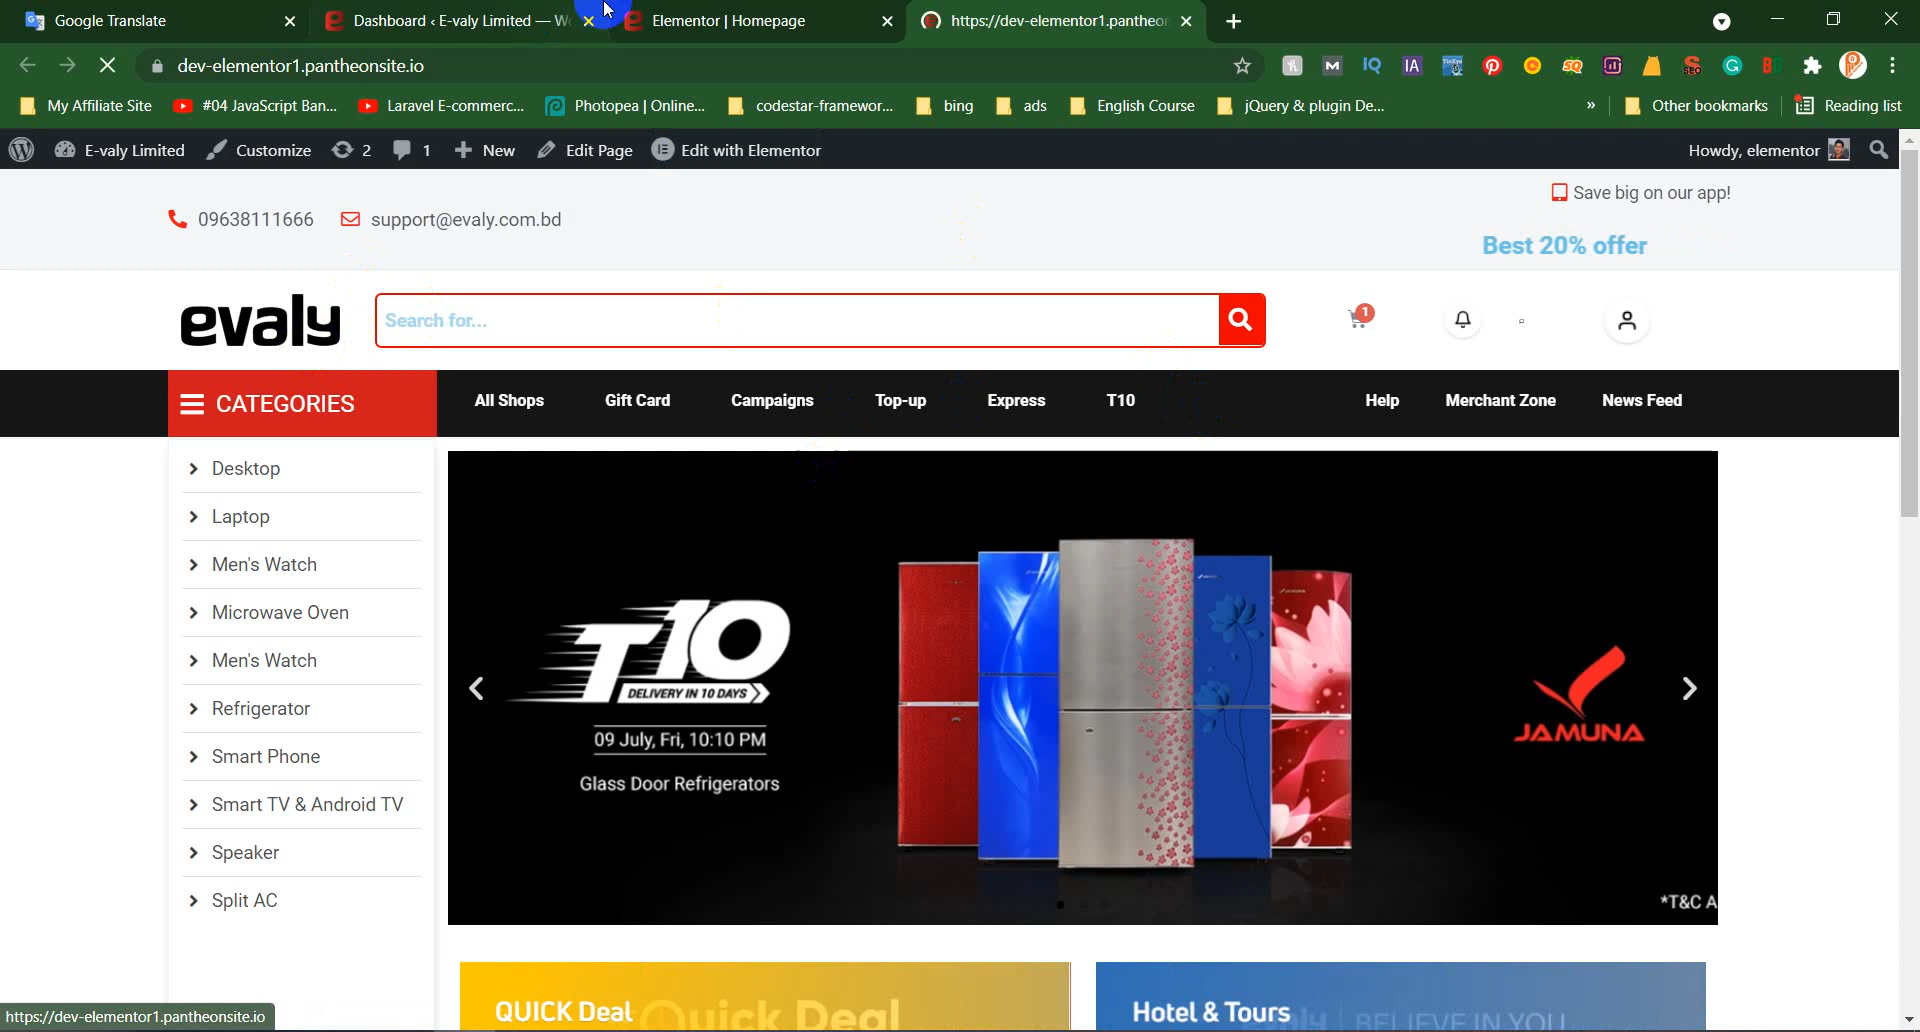 Google Translate
Dashboard ‹ E-valy Limited — W
Elementor | Homepage
https://dev-elementor1.pantheon
dev-elementor1.pantheonsite.io
My Affiliate Site
#04 JavaScript Ban...
Laravel E-commerc...
Photopea | Online...
codestar-framewor...
bing
ads
English Course
jQuery & plugin De...
»
Other bookmarks
Reading list
E-valy Limited
Customize
2
1
New
Edit Page
Edit with Elementor
Howdy, elementor
Save big on our app!
09638111666
support@evaly.com.bd
Best 20% offer
evaly
Search for...
1
CATEGORIES
All Shops
Gift Card
Campaigns
Top-up
Express
T10
Help
Merchant Zone
News Feed
Desktop
Laptop
Men's Watch
Microwave Oven
Men's Watch
Refrigerator
Smart Phone
Smart TV & Android TV
Speaker
Split AC
T10
DELIVERY IN 10 DAYS
09 July, Fri, 10:10 PM
Glass Door Refrigerators
JAMUNA
*T&C A
QUICK Deal
Quick Deal
Hotel & Tours
BELIEVE IN YOU
https://dev-elementor1.pantheonsite.io